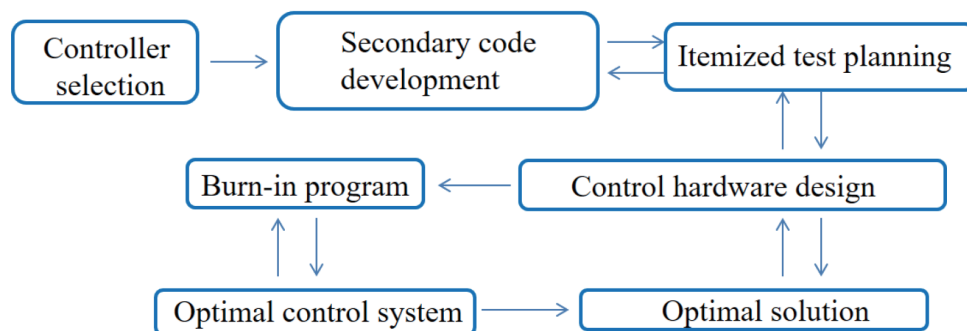 Controller
selection
Secondary code
development
Itemized test planning
Burn-in program
Control hardware design
Optimal control system
Optimal solution